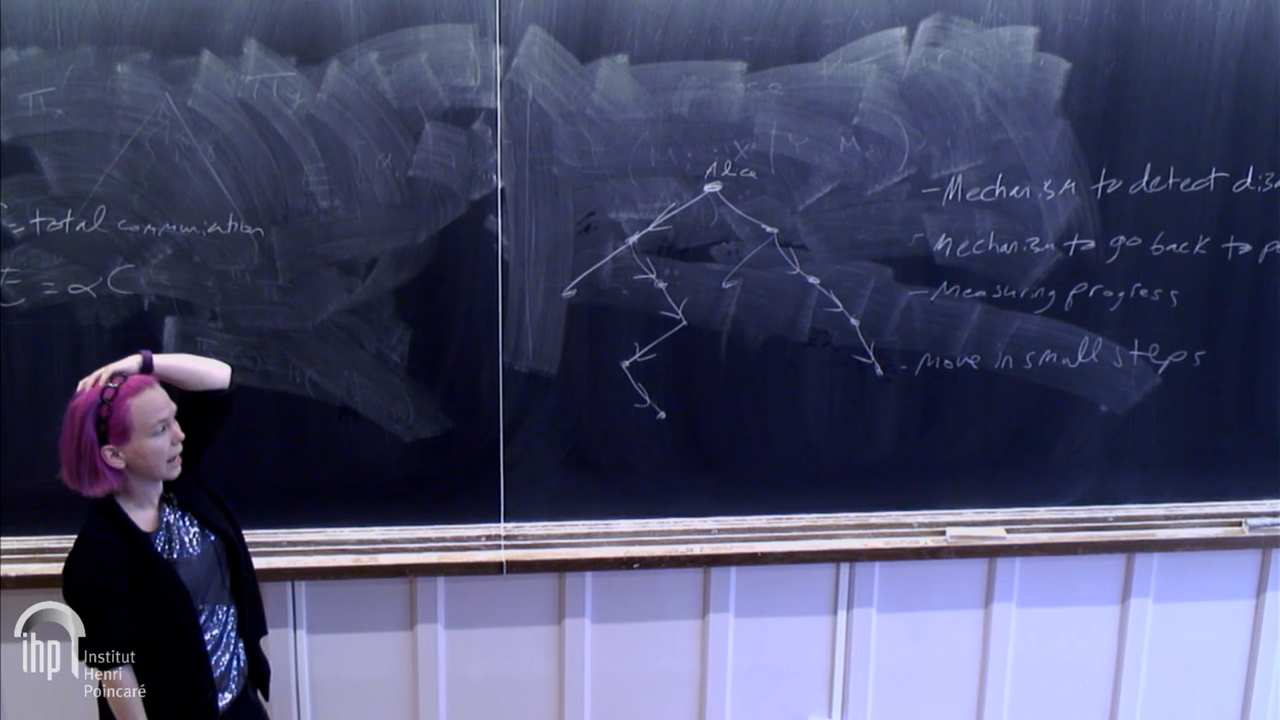 Π
Π
= total communiation
E = αC
Alice
- Mechanism to detect
- Mechanism to go back to
- Measuring progress
- move in small steps
ihp
Institut
Henri
Poincaré